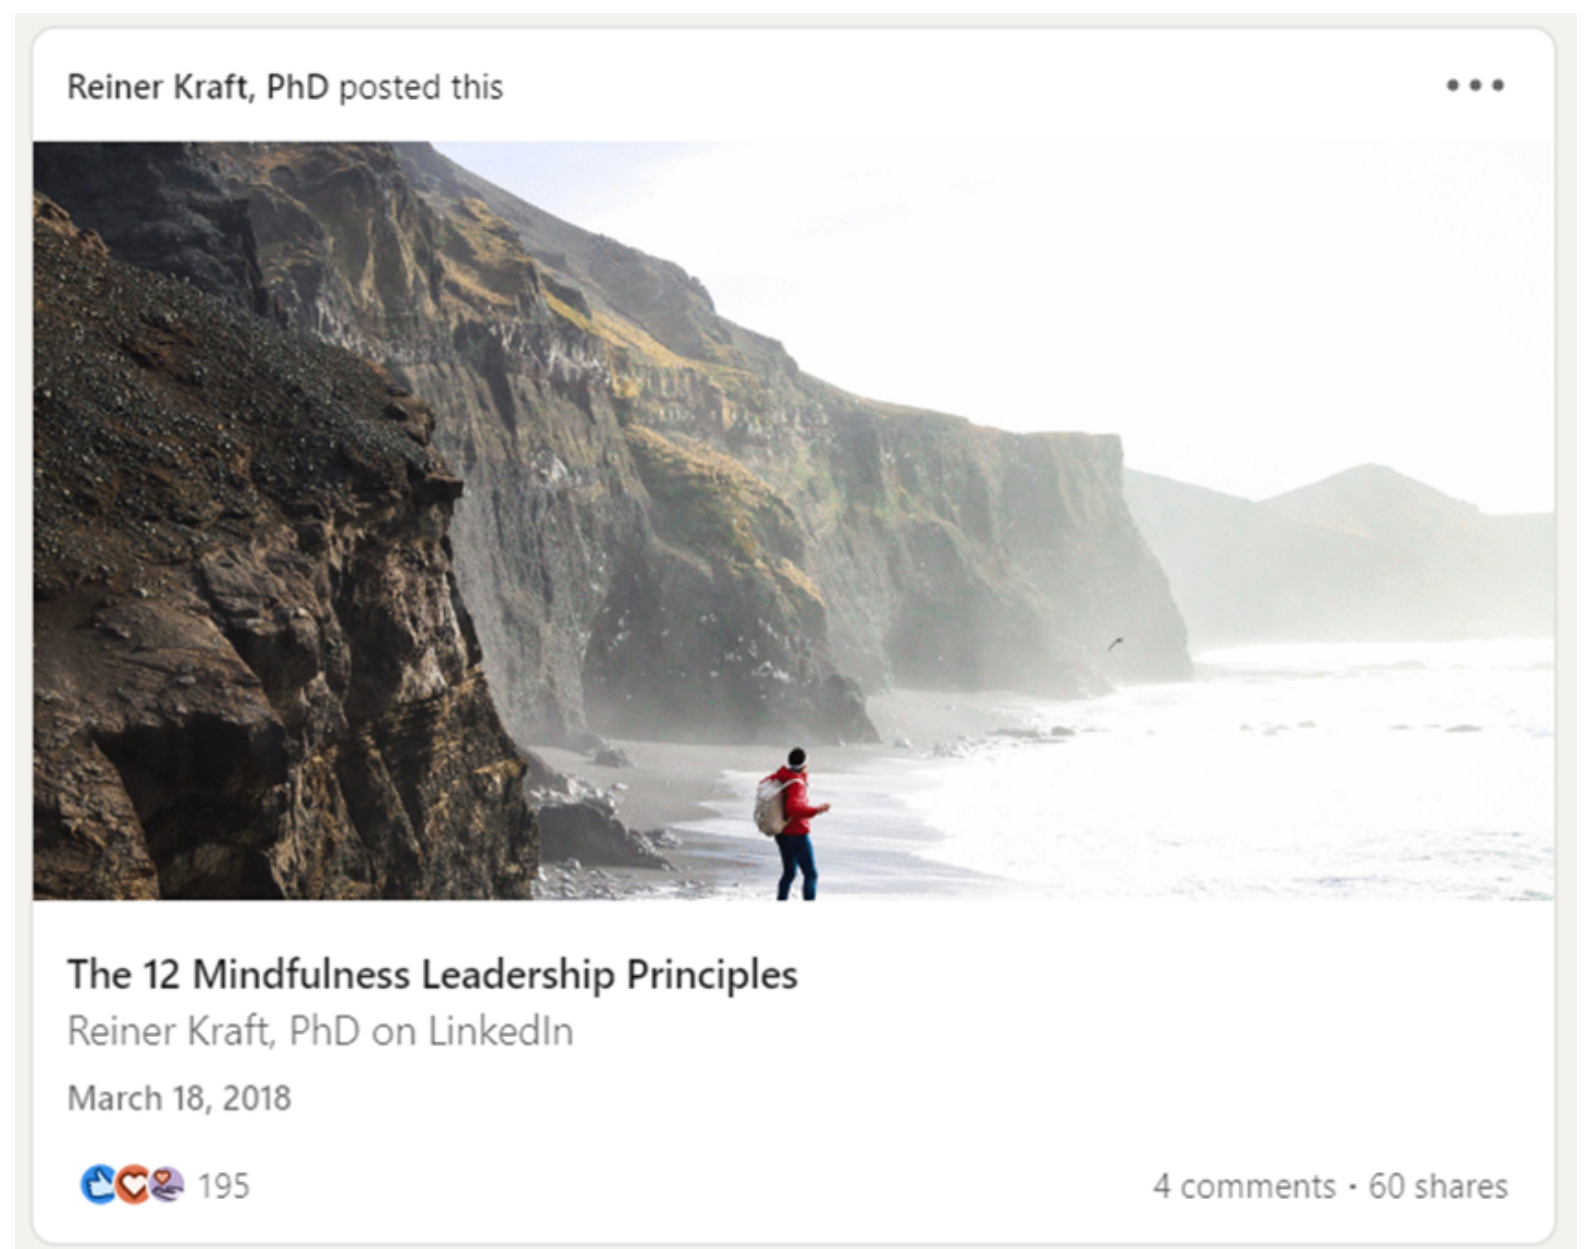 Reiner Kraft, PhD posted this
The 12 Mindfulness Leadership Principles
Reiner Kraft, PhD on LinkedIn
March 18, 2018
195
4 comments · 60 shares